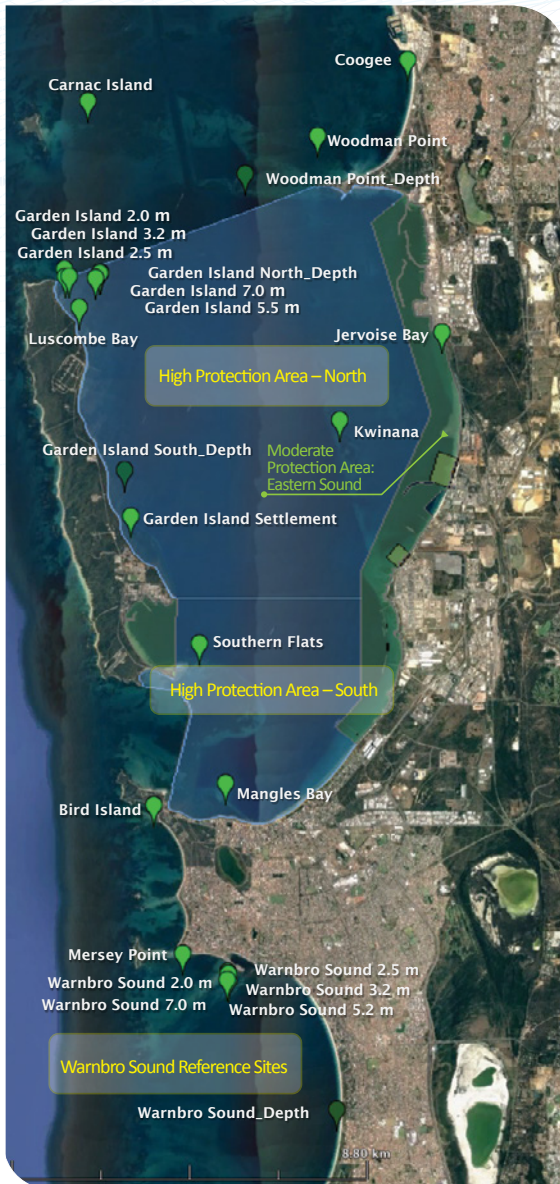 Coogee
Carnac Island
Woodman Point
Woodman Point_Depth
Garden Island 2.0 m
Garden Island 3.2 m
Garden Island 2.5 m
Garden Island North_Depth
Garden Island 7.0 m
Garden Island 5.5 m
Luscombe Bay
Jervoise Bay
High Protection Area – North
Kwinana
Garden Island South_Depth
Moderate
Protection Area:
Eastern Sound
Garden Island Settlement
Southern Flats
High Protection Area – South
Mangles Bay
Bird Island
Mersey Point
Warnbro Sound 2.5 m
Warnbro Sound 2.0 m
Warnbro Sound 3.2 m
Warnbro Sound 7.0 m
Warnbro Sound 5.2 m
Warnbro Sound Reference Sites
Warnbro Sound_Depth
8.80 km